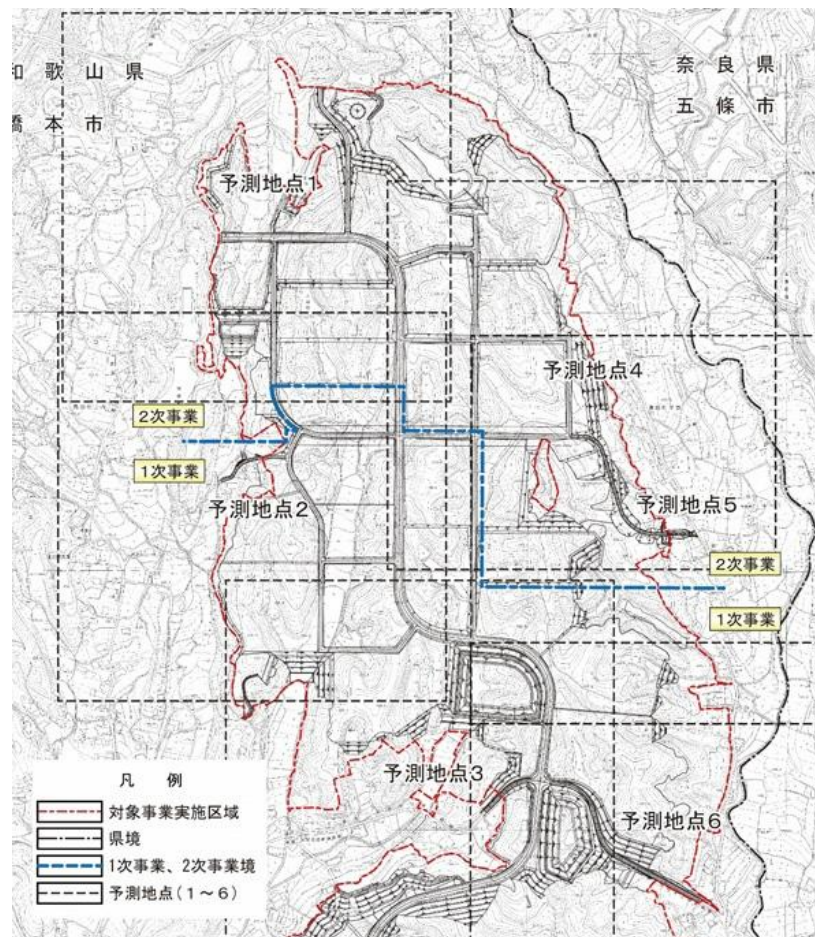 和歌山県
橋本市
奈良県
五條市
予測地点1
予測地点4
2次事業
1次事業
予測地点2
予測地点5
2次事業
1次事業
予測地点3
予測地点6
凡 例
対象事業実施区域
県境
1次事業、2次事業境
予測地点(1～6)